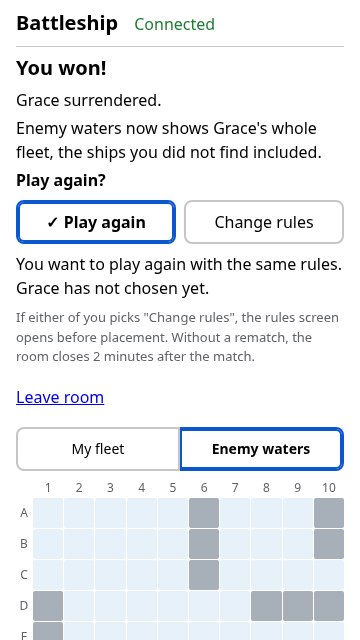 Battleship Connected
You won!
Grace surrendered.
Enemy waters now shows Grace's whole
fleet, the ships you did not find included.
Play again?
✓ Play again Change rules
You want to play again with the same rules.
Grace has not chosen yet.
If either of you picks "Change rules", the rules screen
opens before placement. Without a rematch, the
room closes 2 minutes after the match.
Leave room
My fleet Enemy waters
1 2 3 4 5 6 7 8 9 10
A
B
C
D